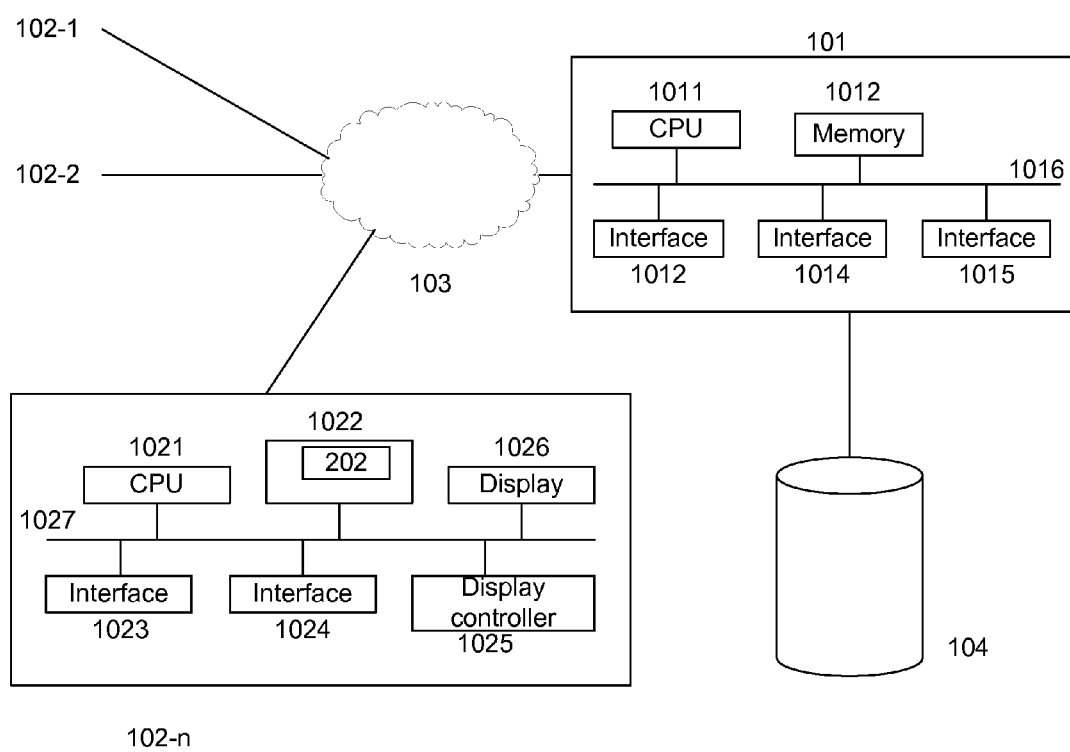 102-1
101
1011
1012
CPU
Memory
102-2
1016
Interface
Interface
Interface
1012
1014
1015
103
1022
1021
202
1026
CPU
Display
1027
Interface
Interface
Display
controller
1023
1024
1025
104
102-n